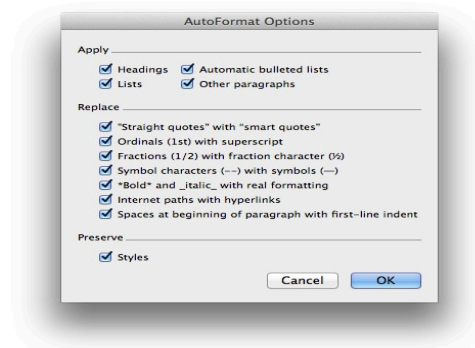 AutoFormat Options
Apply
Headings Automatic bulleted lists
Lists Other paragraphs
Replace
"Straight quotes" with “smart quotes”
Ordinals (1st) with superscript
Fractions (1/2) with fraction character (½)
Symbol characters (--) with symbols (—)
*Bold* and _italic_ with real formatting
Internet paths with hyperlinks
Spaces at beginning of paragraph with first-line indent
Preserve
Styles
Cancel OK